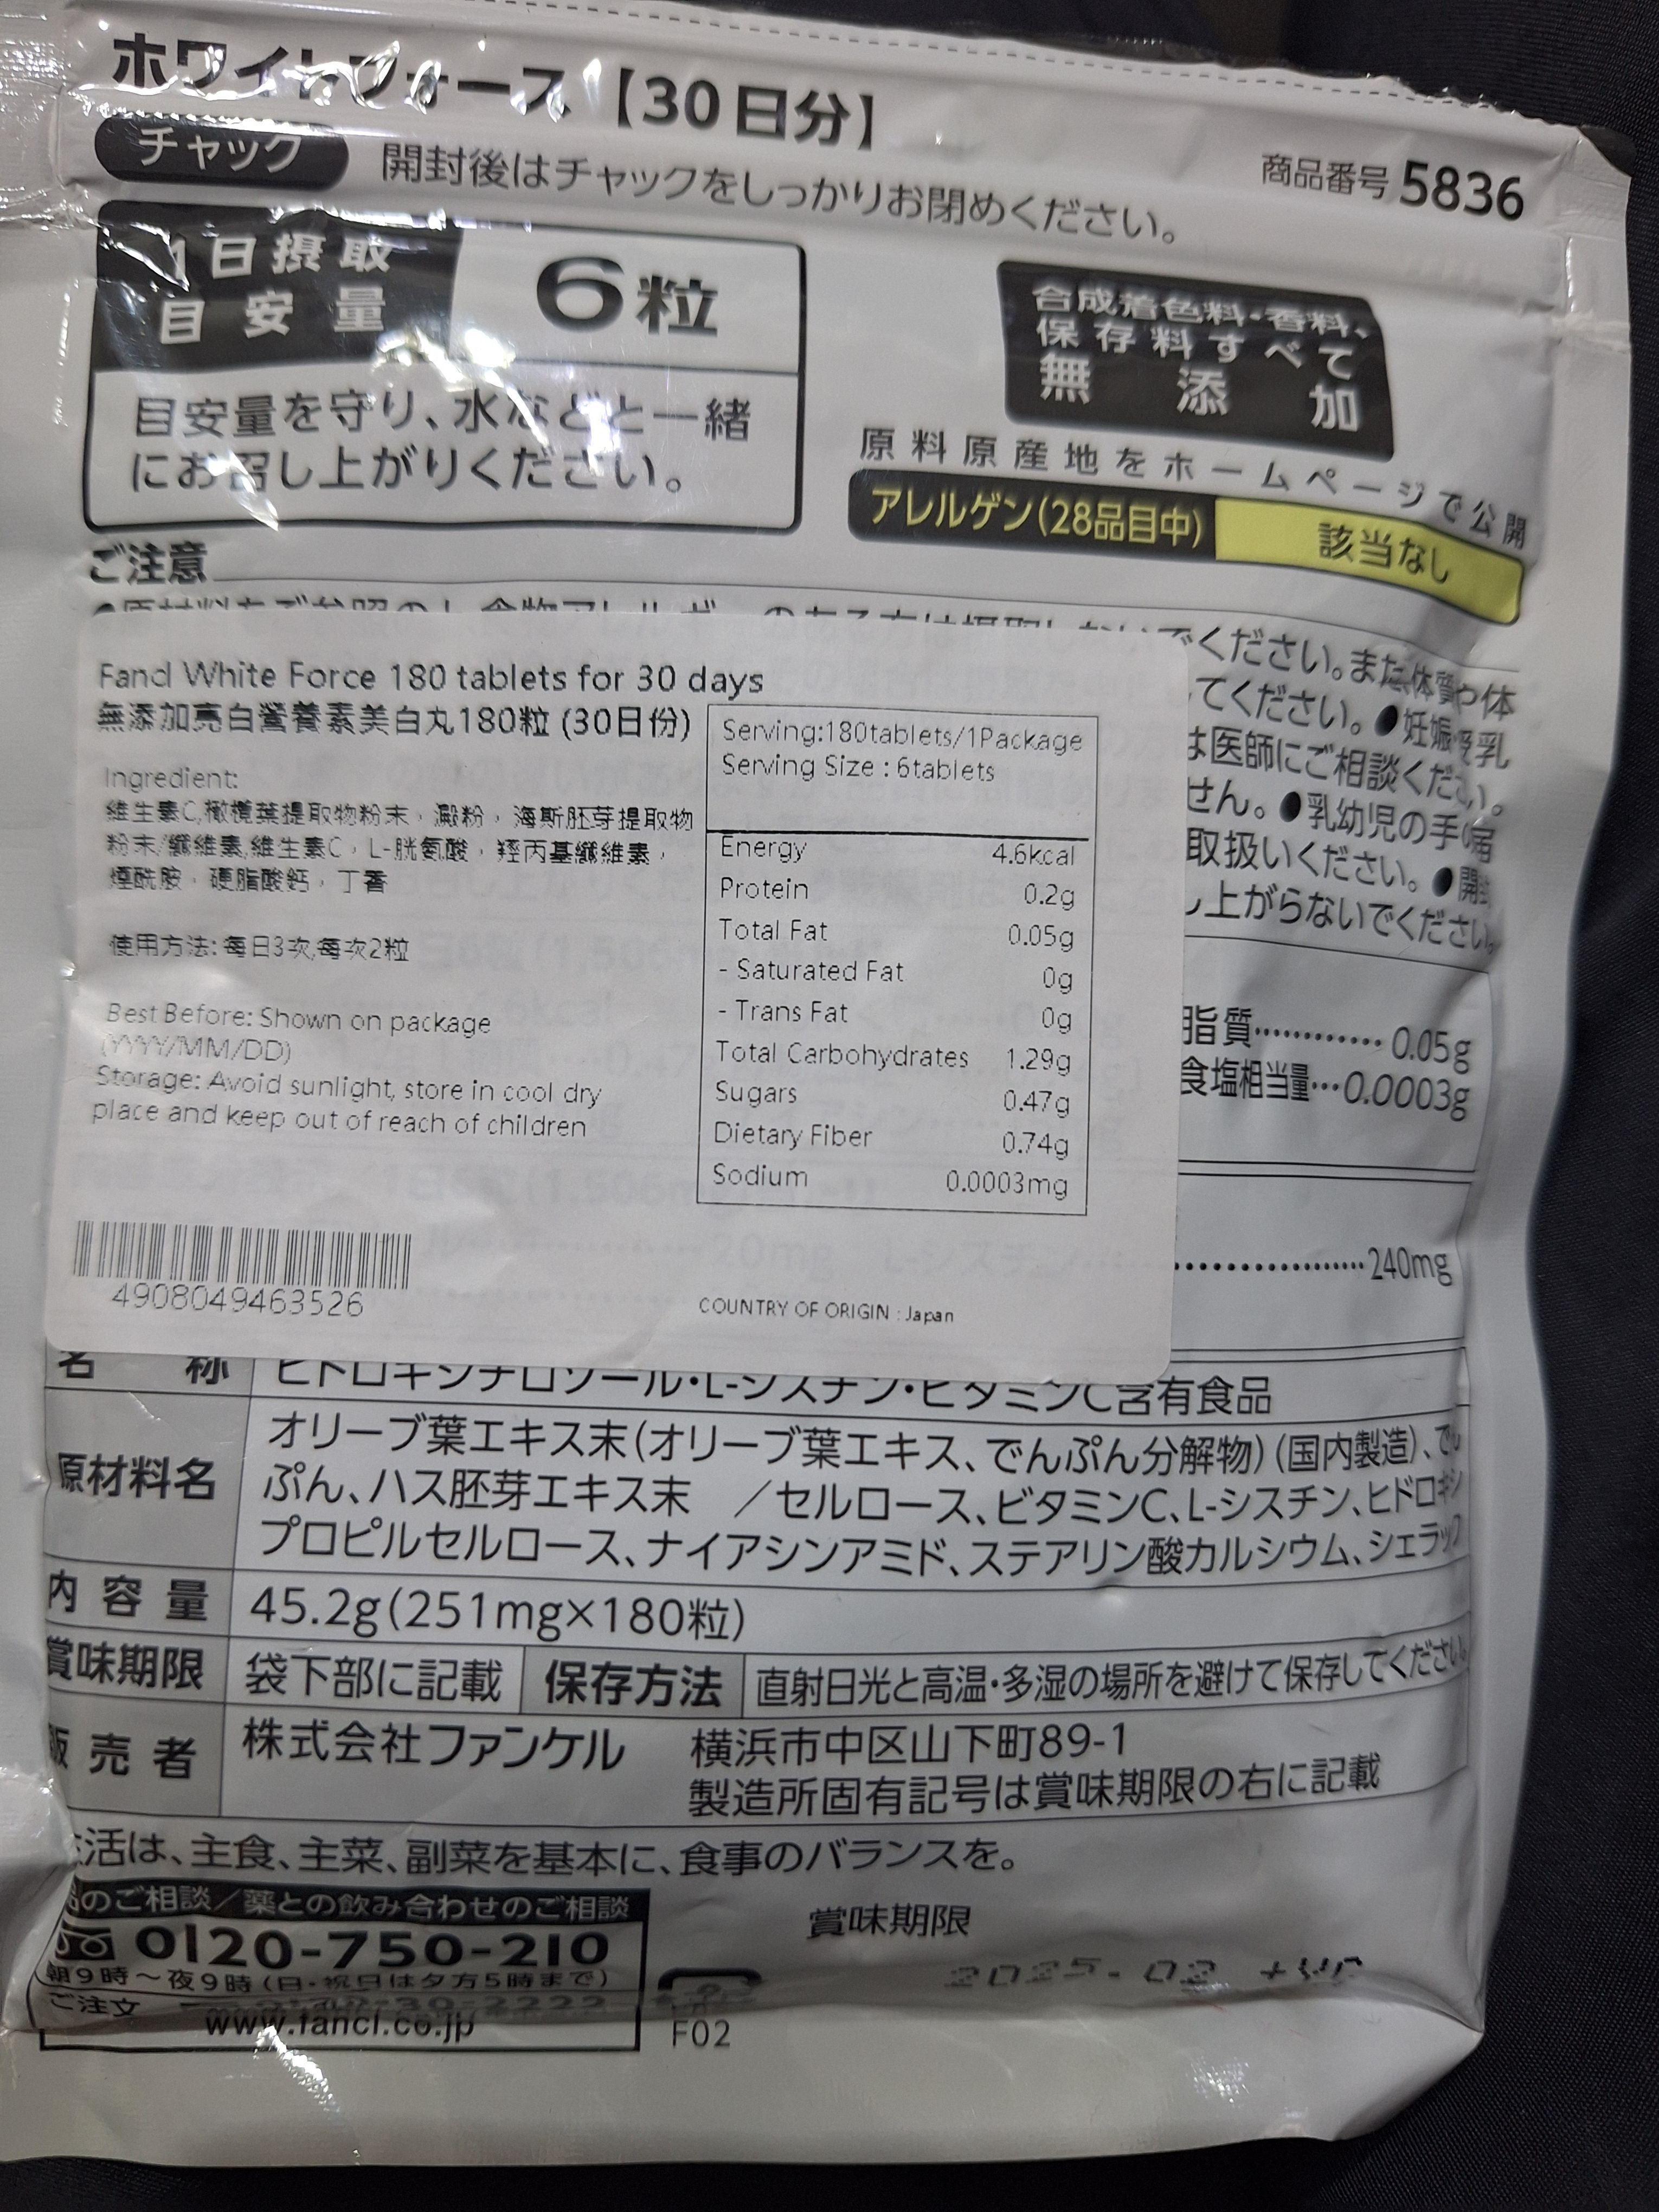 ホワイトフォース【30日分】
チャック 開封後はチャックをしっかりお閉めください。
商品番号 5836
1日摂取
目安量
6粒
目安量を守り、水などと一緒
にお召し上がりください。
合成着色料・香料、
保存料すべて
無添加
原料原産地をホームページで公開
アレルゲン(28品目中) 該当なし
ご注意
でください。また、体質や体
てください。●妊娠・授乳
は医師にご相談ください。
せん。●乳幼児の手の届
取扱いください。●開封
し上がらないでください。
Fancl White Force 180 tablets for 30 days
無添加亮白營養素美白丸180粒 (30日份)
Ingredient:
維生素C,橄欖葉提取物粉末，澱粉，海斯胚芽提取物
粉末/纖維素,維生素C，L-胱氨酸，羥丙基纖維素，
煙酰胺，硬脂酸鈣，丁香
使用方法: 每日3次,每次2粒
Best Before: Shown on package
(YYYY/MM/DD)
Storage: Avoid sunlight, store in cool dry
place and keep out of reach of children
Serving:180tablets/1Package
Serving Size : 6tablets
Energy 4.6kcal
Protein 0.2g
Total Fat 0.05g
- Saturated Fat 0g
- Trans Fat 0g
Total Carbohydrates 1.29g
Sugars 0.47g
Dietary Fiber 0.74g
Sodium 0.0003mg
4908049463526
COUNTRY OF ORIGIN : Japan
脂質············ 0.05g
食塩相当量···0.0003g
····················240mg
名称 ヒドロキシチロソール・L-シスチン・ビタミンC含有食品
原材料名
オリーブ葉エキス末(オリーブ葉エキス、でんぷん分解物)(国内製造)、でん
ぷん、ハス胚芽エキス末 ／セルロース、ビタミンC、L-シスチン、ヒドロキシ
プロピルセルロース、ナイアシンアミド、ステアリン酸カルシウム、シェラック
内容量 45.2g(251mg×180粒)
賞味期限 袋下部に記載 保存方法 直射日光と高温・多湿の場所を避けて保存してください。
販売者 株式会社ファンケル 横浜市中区山下町89-1
製造所固有記号は賞味期限の右に記載
活は、主食、主菜、副菜を基本に、食事のバランスを。
のご相談／薬との飲み合わせのご相談
0120-750-210
朝9時～夜9時(日・祝日は夕方5時まで)
ご注文
www.fancl.co.jp
F02
賞味期限
2025.02